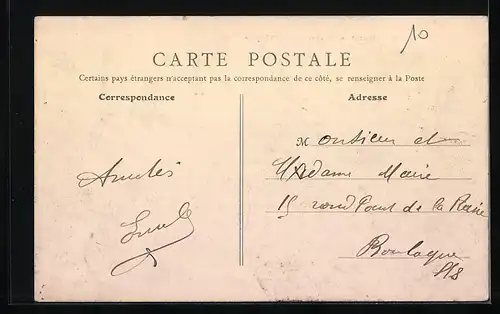 10
CARTE POSTALE
Certains pays étrangers n'acceptant pas la correspondance de ce côté, se renseigner à la Poste
Correspondance
Adresse
Monsieur et
Madame Marie
15 rond Pont de la Reine
Boulogne
s/S
Amitiés